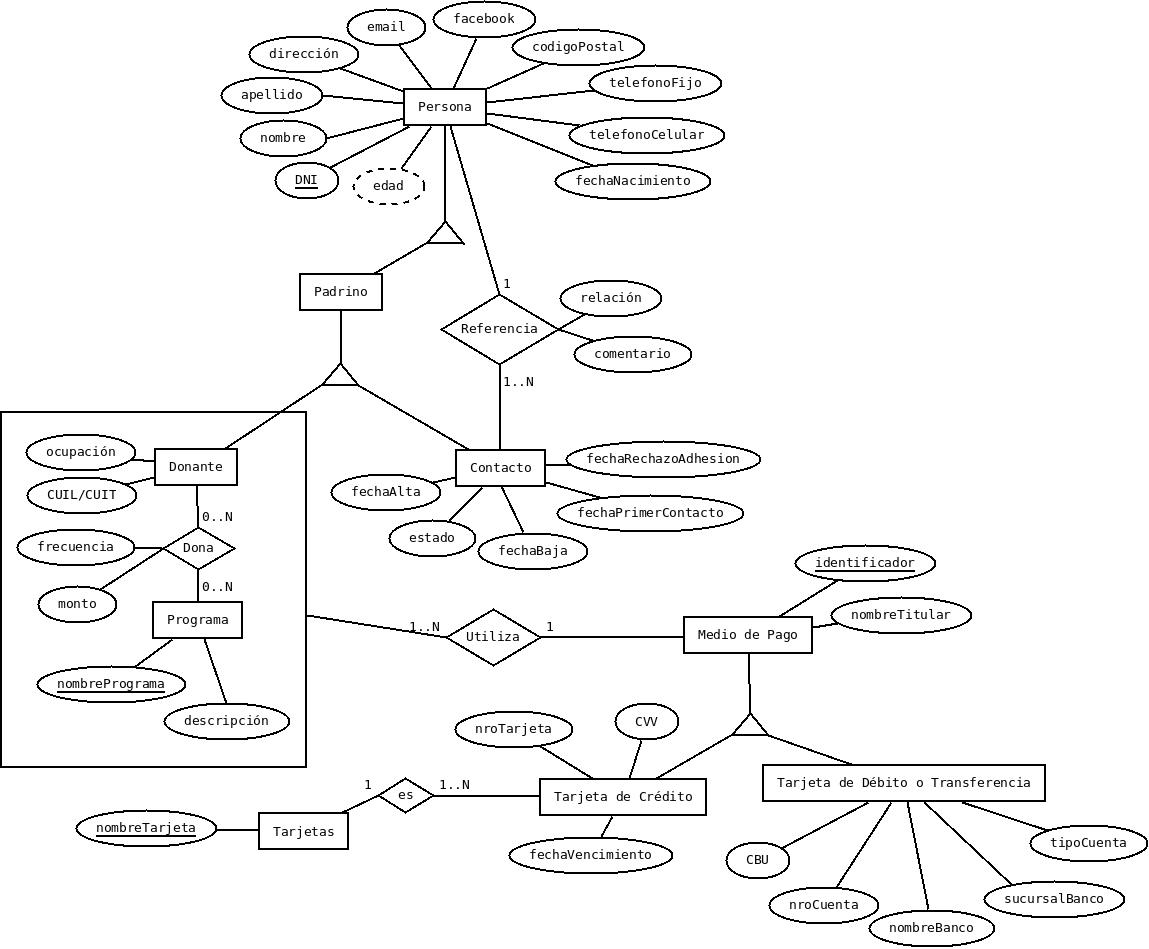 facebook
email
codigoPostal
dirección
telefonoFijo
apellido
Persona
telefonoCelular
nombre
DNI
edad
fechaNacimiento
1
Padrino
relación
Referencia
comentario
1..N
ocupación
Donante
Contacto
fechaRechazoAdhesion
CUIL/CUIT
fechaAlta
fechaPrimerContacto
0..N
estado
fechaBaja
frecuencia
Dona
identificador
0..N
monto
nombreTitular
Programa
1..N
Utiliza
1
Medio de Pago
nombrePrograma
descripción
nroTarjeta
CVV
1
es
1..N
Tarjeta de Crédito
Tarjeta de Débito o Transferencia
nombreTarjeta
Tarjetas
fechaVencimiento
tipoCuenta
CBU
nroCuenta
sucursalBanco
nombreBanco